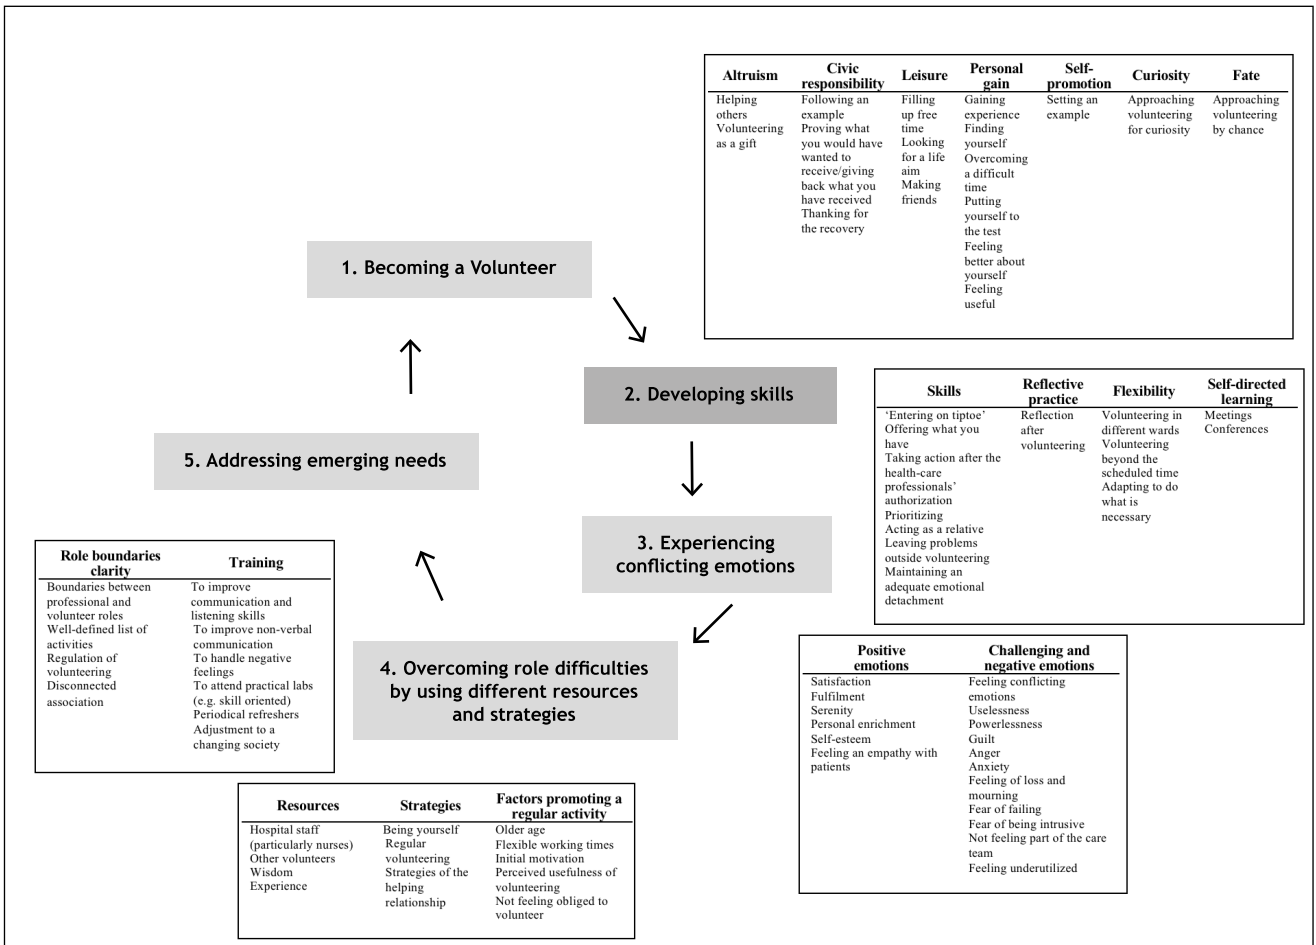 Altruism
Helping
others
Volunteering
as a gift
Civic
responsibility
Following an
example
Proving what
you would have
wanted to
receive/giving
back what you
have received
Thanking for
the recovery
Leisure
Filling
up free
time
Looking
for a life
aim
Making
friends
Personal
gain
Gaining
experience
Finding
yourself
Overcoming
a difficult
time
Putting
yourself to
the test
Feeling
better about
yourself
Feeling
useful
Self-
promotion
Setting an
example
Curiosity
Approaching
volunteering
for curiosity
Fate
Approaching
volunteering
by chance
1. Becoming a Volunteer
2. Developing skills
Skills
‘Entering on tiptoe’
Offering what you
have
Taking action after the
health-care
professionals’
authorization
Prioritizing
Acting as a relative
Leaving problems
outside volunteering
Maintaining an
adequate emotional
detachment
Reflective
practice
Reflection
after
volunteering
Flexibility
Volunteering in
different wards
Volunteering
beyond the
scheduled time
Adapting to do
what is
necessary
Self-directed
learning
Meetings
Conferences
3. Experiencing
conflicting emotions
Positive
emotions
Satisfaction
Fulfilment
Serenity
Personal enrichment
Self-esteem
Feeling an empathy with
patients
Challenging and
negative emotions
Feeling conflicting
emotions
Uselessness
Powerlessness
Guilt
Anger
Anxiety
Feeling of loss and
mourning
Fear of failing
Fear of being intrusive
Not feeling part of the care
team
Feeling underutilized
4. Overcoming role difficulties
by using different resources
and strategies
Resources
Hospital staff
(particularly nurses)
Other volunteers
Wisdom
Experience
Strategies
Being yourself
Regular
volunteering
Strategies of the
helping
relationship
Factors promoting a
regular activity
Older age
Flexible working times
Initial motivation
Perceived usefulness of
volunteering
Not feeling obliged to
volunteer
5. Addressing emerging needs
Role boundaries
clarity
Boundaries between
professional and
volunteer roles
Well-defined list of
activities
Regulation of
volunteering
Disconnected
association
Training
To improve
communication and
listening skills
To improve non-verbal
communication
To handle negative
feelings
To attend practical labs
(e.g. skill oriented)
Periodical refreshers
Adjustment to a
changing society